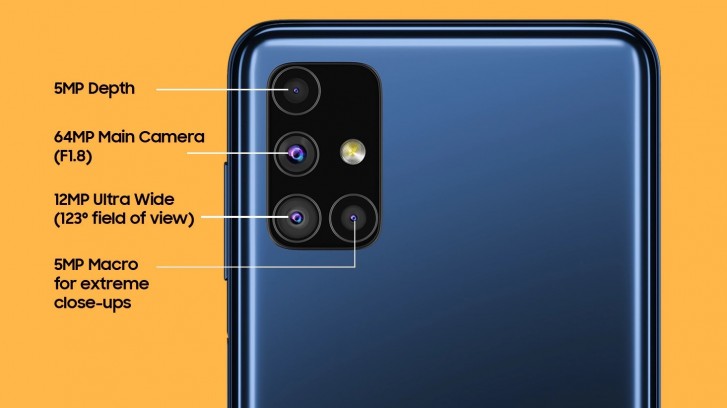 5MP Depth
64MP Main Camera
(F1.8)
12MP Ultra Wide
(123° field of view)
5MP Macro
for extreme
close-ups